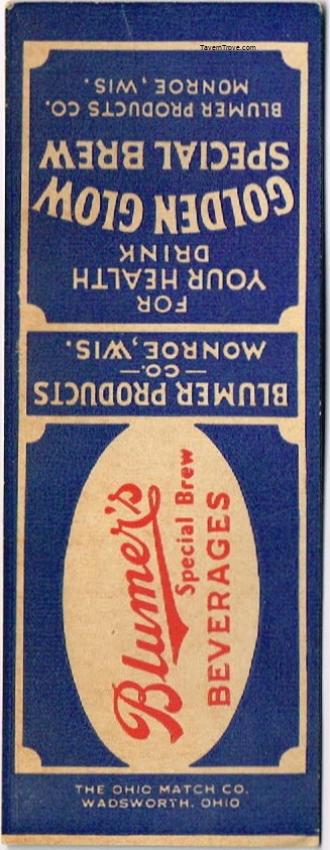 TavernTrove.com
FOR
YOUR HEALTH
DRINK
GOLDEN GLOW
SPECIAL BREW
BLUMER PRODUCTS CO.
MONROE, WIS.
BLUMER PRODUCTS
—CO.—
MONROE, WIS.
Blumer's
Special Brew
BEVERAGES
THE OHIO MATCH CO.
WADSWORTH, OHIO